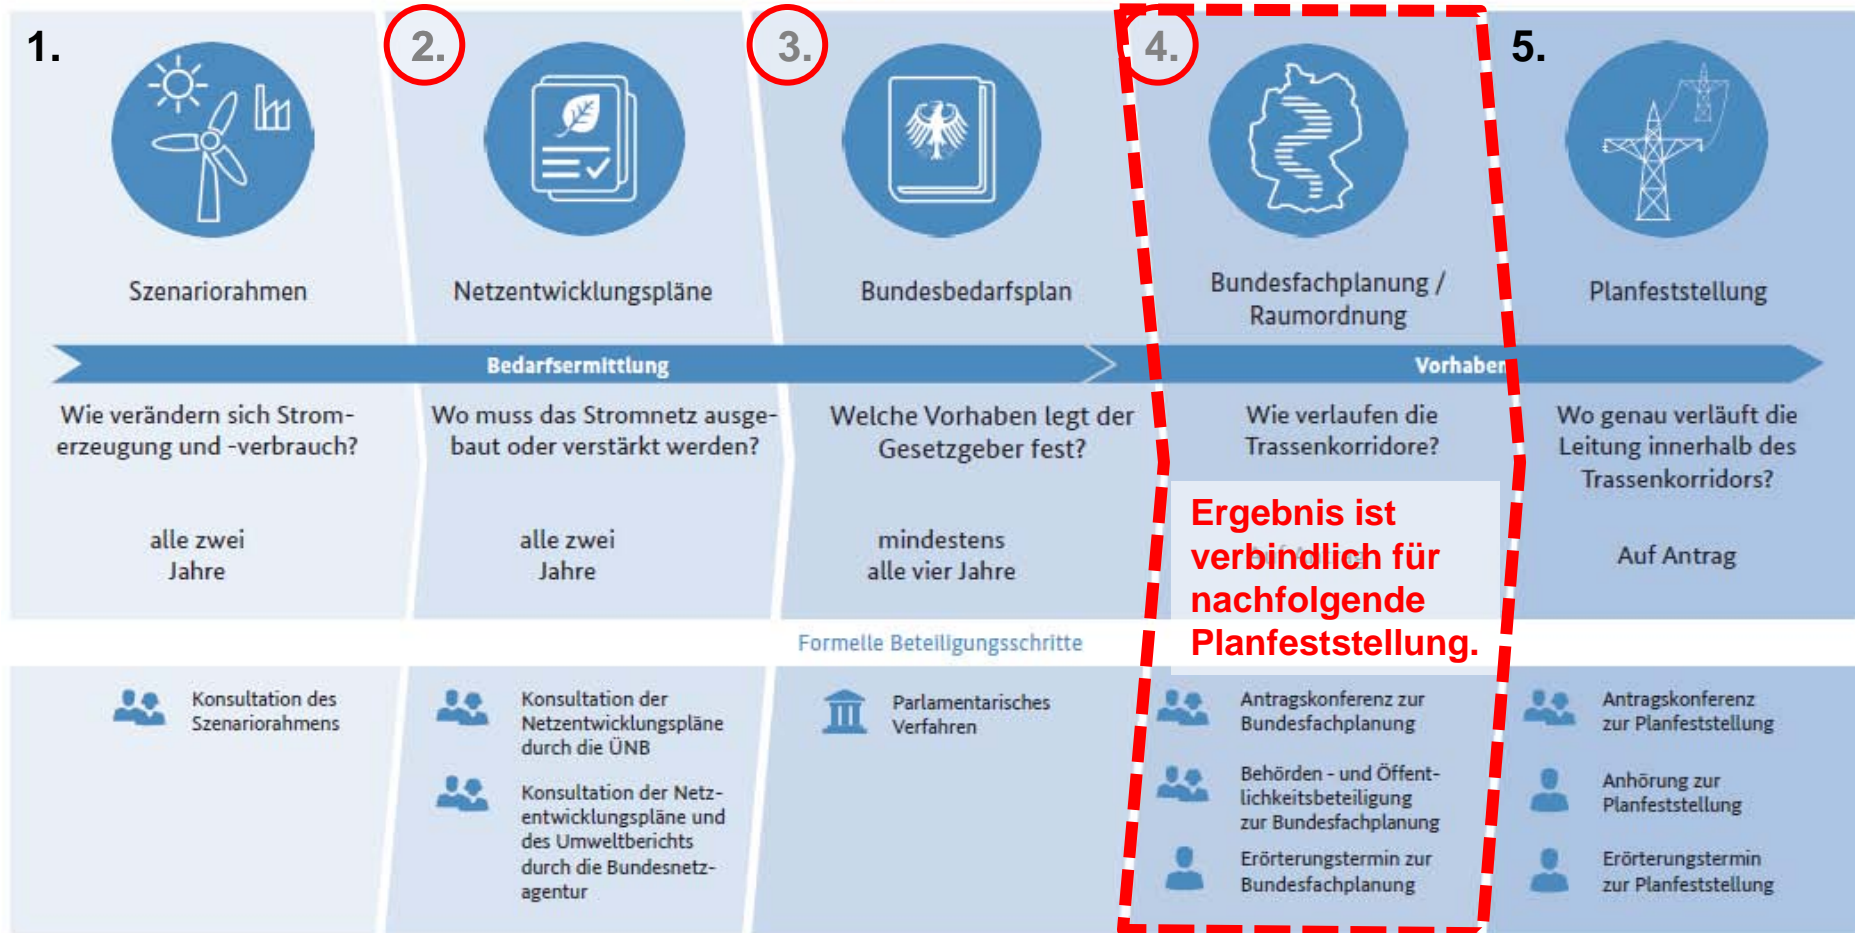 1.
2.
3.
4.
5.
Szenariorahmen
Netzentwicklungspläne
Bundesbedarfsplan
Bundesfachplanung /
Raumordnung
Planfeststellung
Bedarfsermittlung
Vorhaben
Wie verändern sich Strom-
erzeugung und -verbrauch?
Wo muss das Stromnetz ausge-
baut oder verstärkt werden?
Welche Vorhaben legt der
Gesetzgeber fest?
Wie verlaufen die
Trassenkorridore?
Wo genau verläuft die
Leitung innerhalb des
Trassenkorridors?
alle zwei
Jahre
alle zwei
Jahre
mindestens
alle vier Jahre
Auf Antrag
Ergebnis ist
verbindlich für
nachfolgende
Planfeststellung.
Auf Antrag
Formelle Beteiligungsschritte
Konsultation des
Szenariorahmens
Konsultation der
Netzentwicklungspläne
durch die ÜNB
Konsultation der Netz-
entwicklungspläne und
des Umweltberichts
durch die Bundesnetz-
agentur
Parlamentarisches
Verfahren
Antragskonferenz zur
Bundesfachplanung
Behörden - und Öffent-
lichkeitsbeteiligung
zur Bundesfachplanung
Erörterungstermin zur
Bundesfachplanung
Antragskonferenz
zur Planfeststellung
Anhörung zur
Planfeststellung
Erörterungstermin
zur Planfeststellung